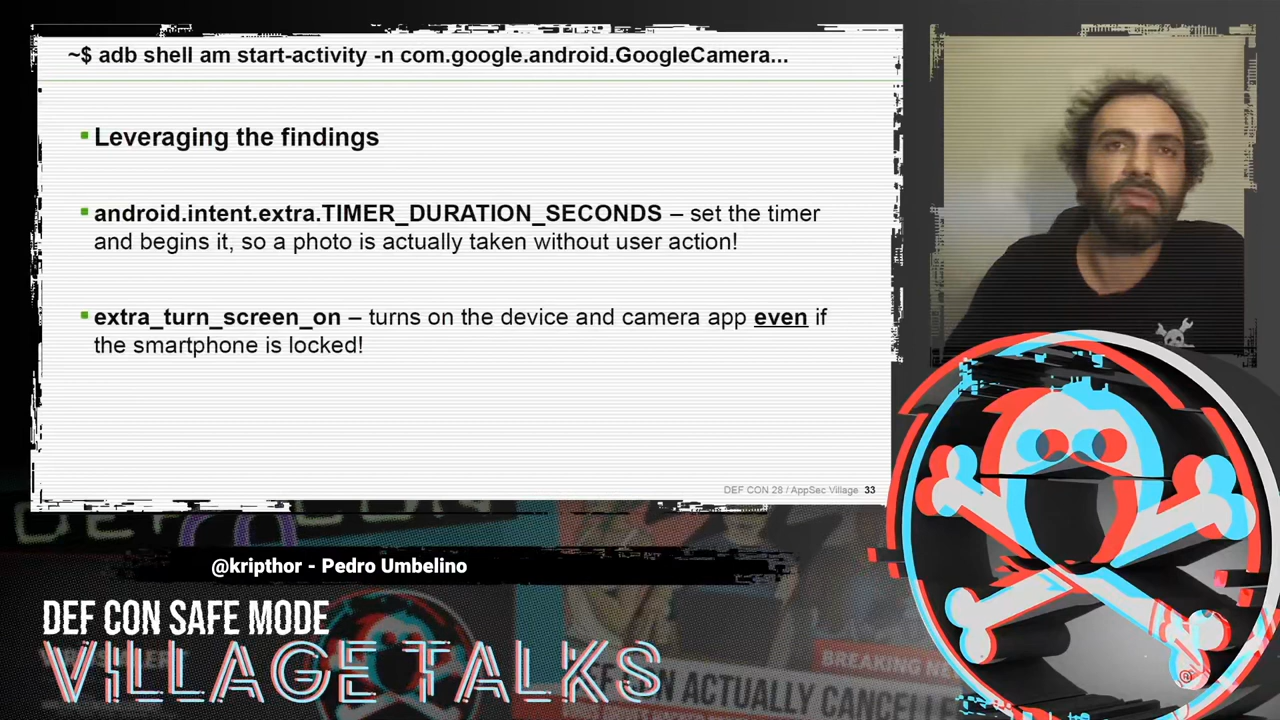 ~$ adb shell am start-activity -n com.google.android.GoogleCamera...
Leveraging the findings
android.intent.extra.TIMER_DURATION_SECONDS – set the timer
and begins it, so a photo is actually taken without user action!
extra_turn_screen_on – turns on the device and camera app even if
the smartphone is locked!
DEF CON 28 / AppSec Village 33
@kripthor - Pedro Umbelino
DEF CON SAFE MODE
VILLAGE TALKS
DEF CON
BREAKING NE
CON ACTUALLY CANCELLE